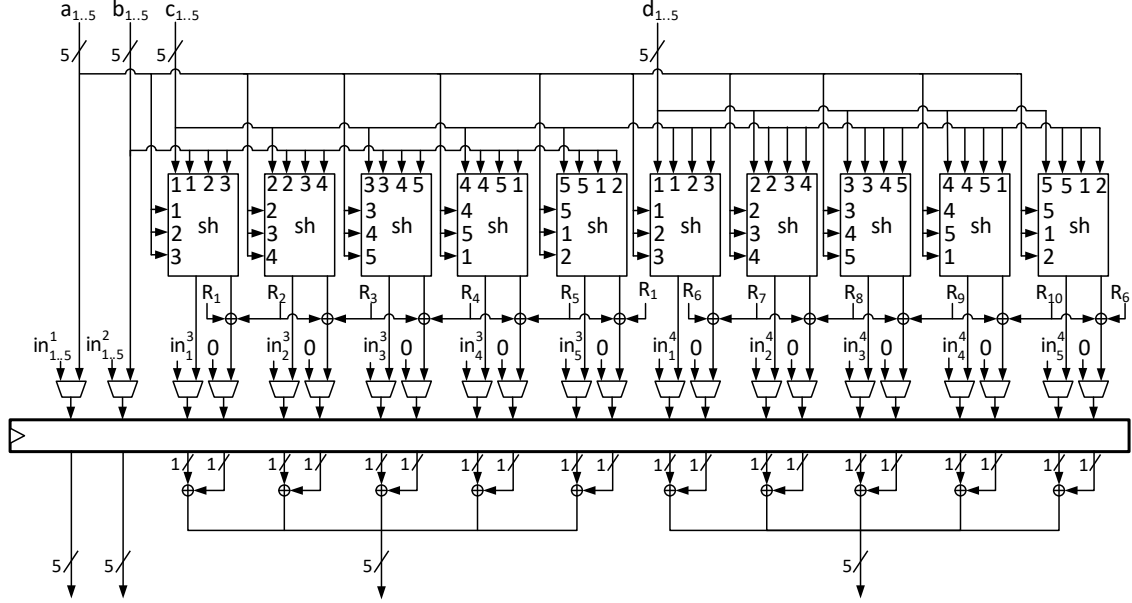 a1..5 b1..5 c1..5 d1..5
5 5 5 5
1 1 2 3 2 2 3 4 3 3 4 5 4 4 5 1 5 5 1 2 1 1 2 3 2 2 3 4 3 3 4 5 4 4 5 1 5 5 1 2
1 2 3 4 5 1 2 3 4 5
sh sh sh sh sh sh sh sh sh sh
2 3 4 5 1 2 3 4 5 1
3 4 5 1 2 3 4 5 1 2
R1 R2 R3 R4 R5 R1 R6 R7 R8 R9 R10 R6
in¹1..5 in²1..5 in³1 0 in³2 0 in³3 0 in³4 0 in³5 0 in⁴1 0 in⁴2 0 in⁴3 0 in⁴4 0 in⁴5 0
1 1 1 1 1 1 1 1 1 1 1 1 1 1 1 1 1 1 1 1
5 5 5 5